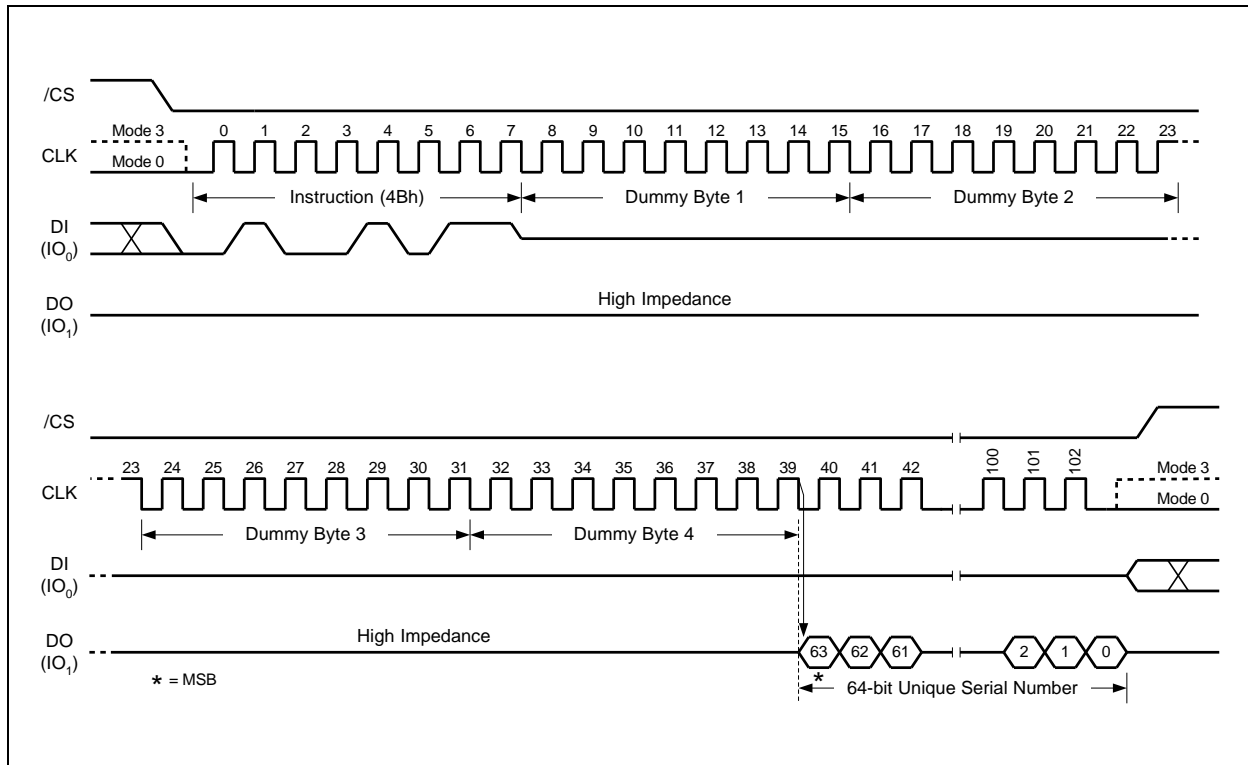 /CS
Mode 3
0 1 2 3 4 5 6 7 8 9 10 11 12 13 14 15 16 17 18 19 20 21 22 23
CLK
Mode 0
Instruction (4Bh) Dummy Byte 1 Dummy Byte 2
DI
(IO0)
High Impedance
DO
(IO1)
/CS
23 24 25 26 27 28 29 30 31 32 33 34 35 36 37 38 39 40 41 42 100 101 102
Mode 3
CLK
Mode 0
Dummy Byte 3 Dummy Byte 4
DI
(IO0)
High Impedance
DO
(IO1)
63 62 61 2 1 0
* = MSB
*
64-bit Unique Serial Number